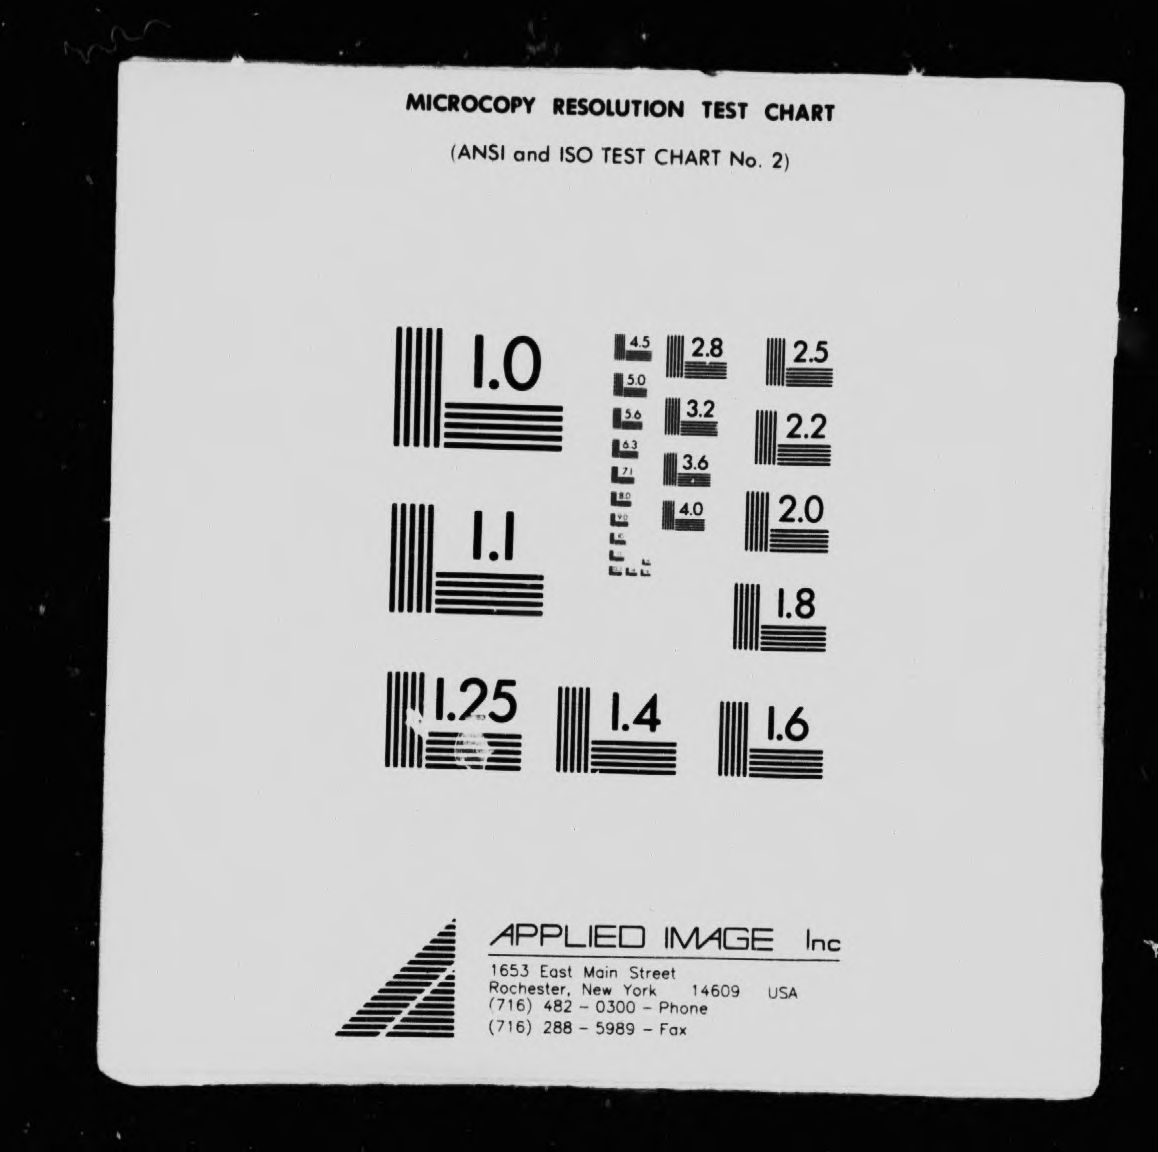 MICROCOPY RESOLUTION TEST CHART
(ANSI and ISO TEST CHART No. 2)
1.0
4.5
2.8
2.5
5.0
3.2
2.2
5.6
6.3
3.6
7.1
8.0
4.0
2.0
9.0
1.1
1.8
1.25
1.4
1.6
APPLIED IMAGE Inc
1653 East Main Street
Rochester, New York 14609 USA
(716) 482 - 0300 - Phone
(716) 288 - 5989 - Fax